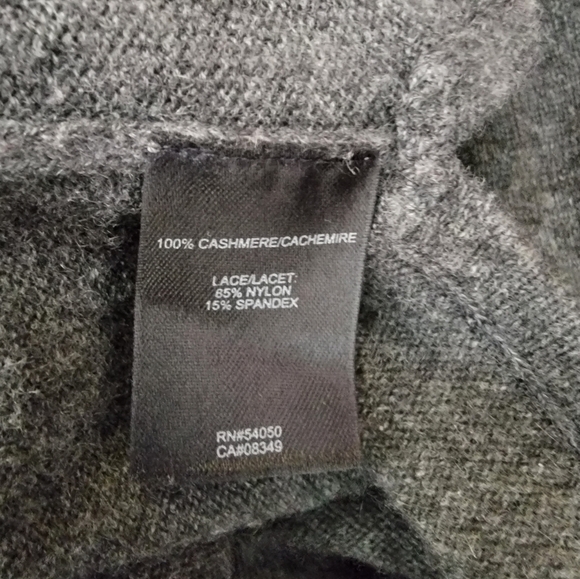 100% CASHMERE/CACHEMIRE
LACE/LACET:
85% NYLON
15% SPANDEX
RN#54050
CA#08349